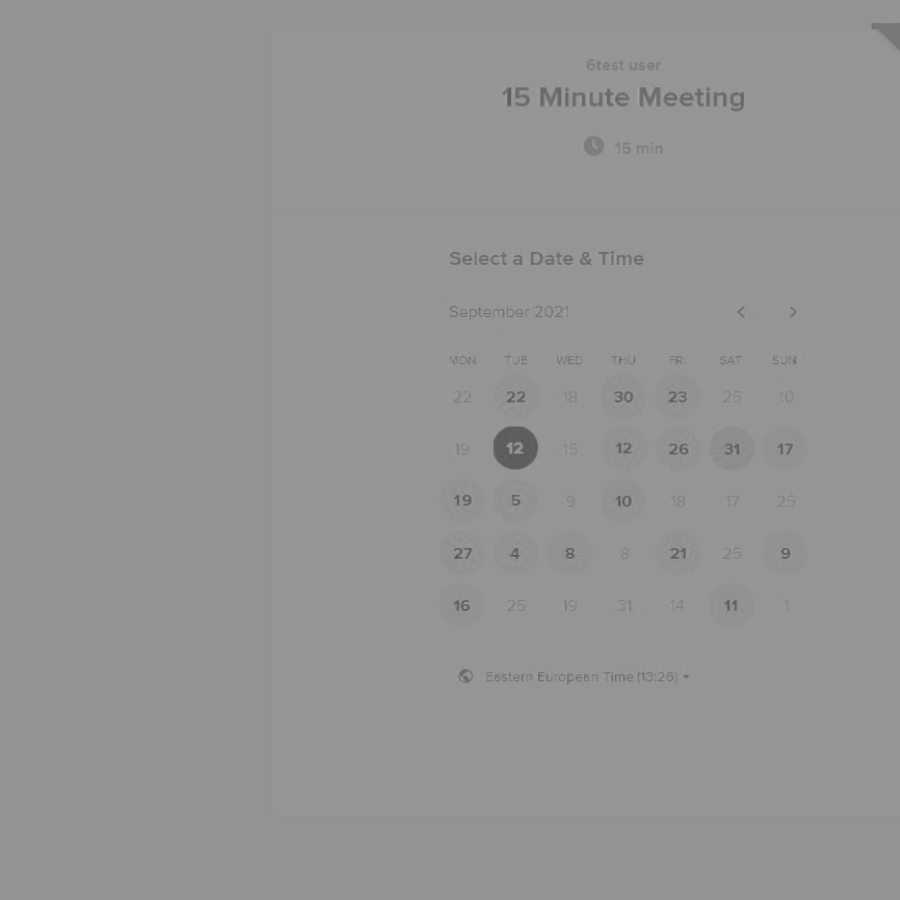 6test user
15 Minute Meeting
15 min
Select a Date & Time
September 2021
MON TUE WED THU FRI SAT SUN
22 22 18 30 23 25 10
19 12 15 12 26 31 17
19 5 9 10 18 17 25
27 4 8 8 21 25 9
16 25 19 31 14 11 1
Eastern European Time (13:26)